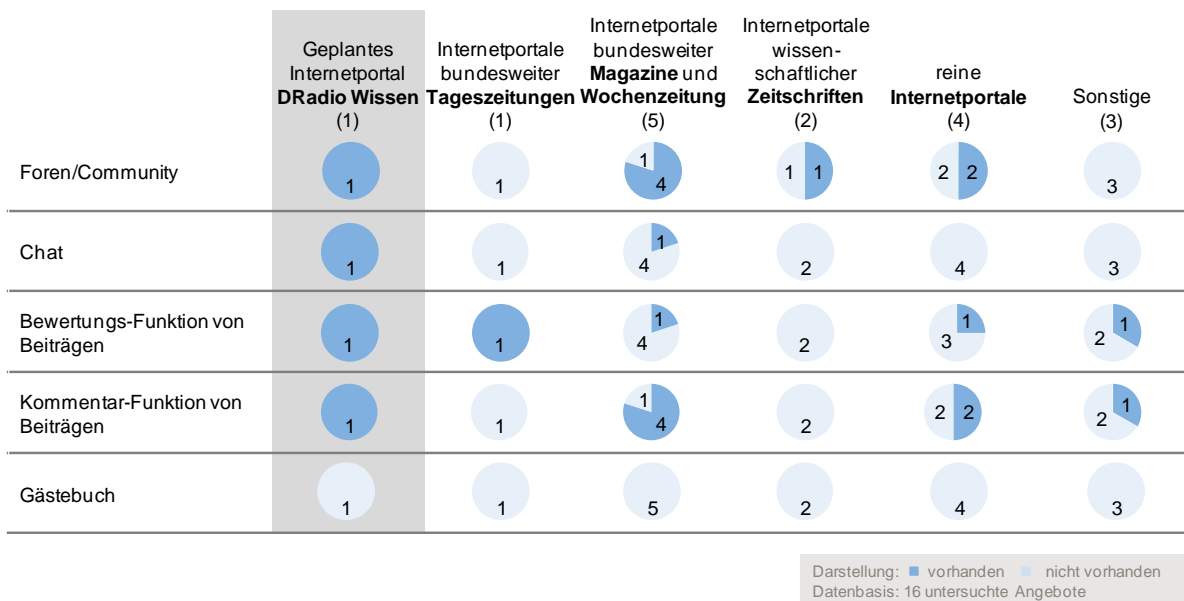 Geplantes
Internetportal
DRadio Wissen
(1)
Internetportale
bundesweiter
Tageszeitungen
(1)
Internetportale
bundesweiter
Magazine und
Wochenzeitung
(5)
Internetportale
wissen-
schaftlicher
Zeitschriften
(2)
reine
Internetportale
(4)
Sonstige
(3)
Foren/Community
1
1
1
4
1 1
2 2
3
Chat
1
1
1
4
2
4
3
Bewertungs-Funktion von
Beiträgen
1
1
1
4
2
1
3
1
2
Kommentar-Funktion von
Beiträgen
1
1
1
4
2
2 2
1
2
Gästebuch
1
1
5
2
4
3
Darstellung: vorhanden nicht vorhanden
Datenbasis: 16 untersuchte Angebote